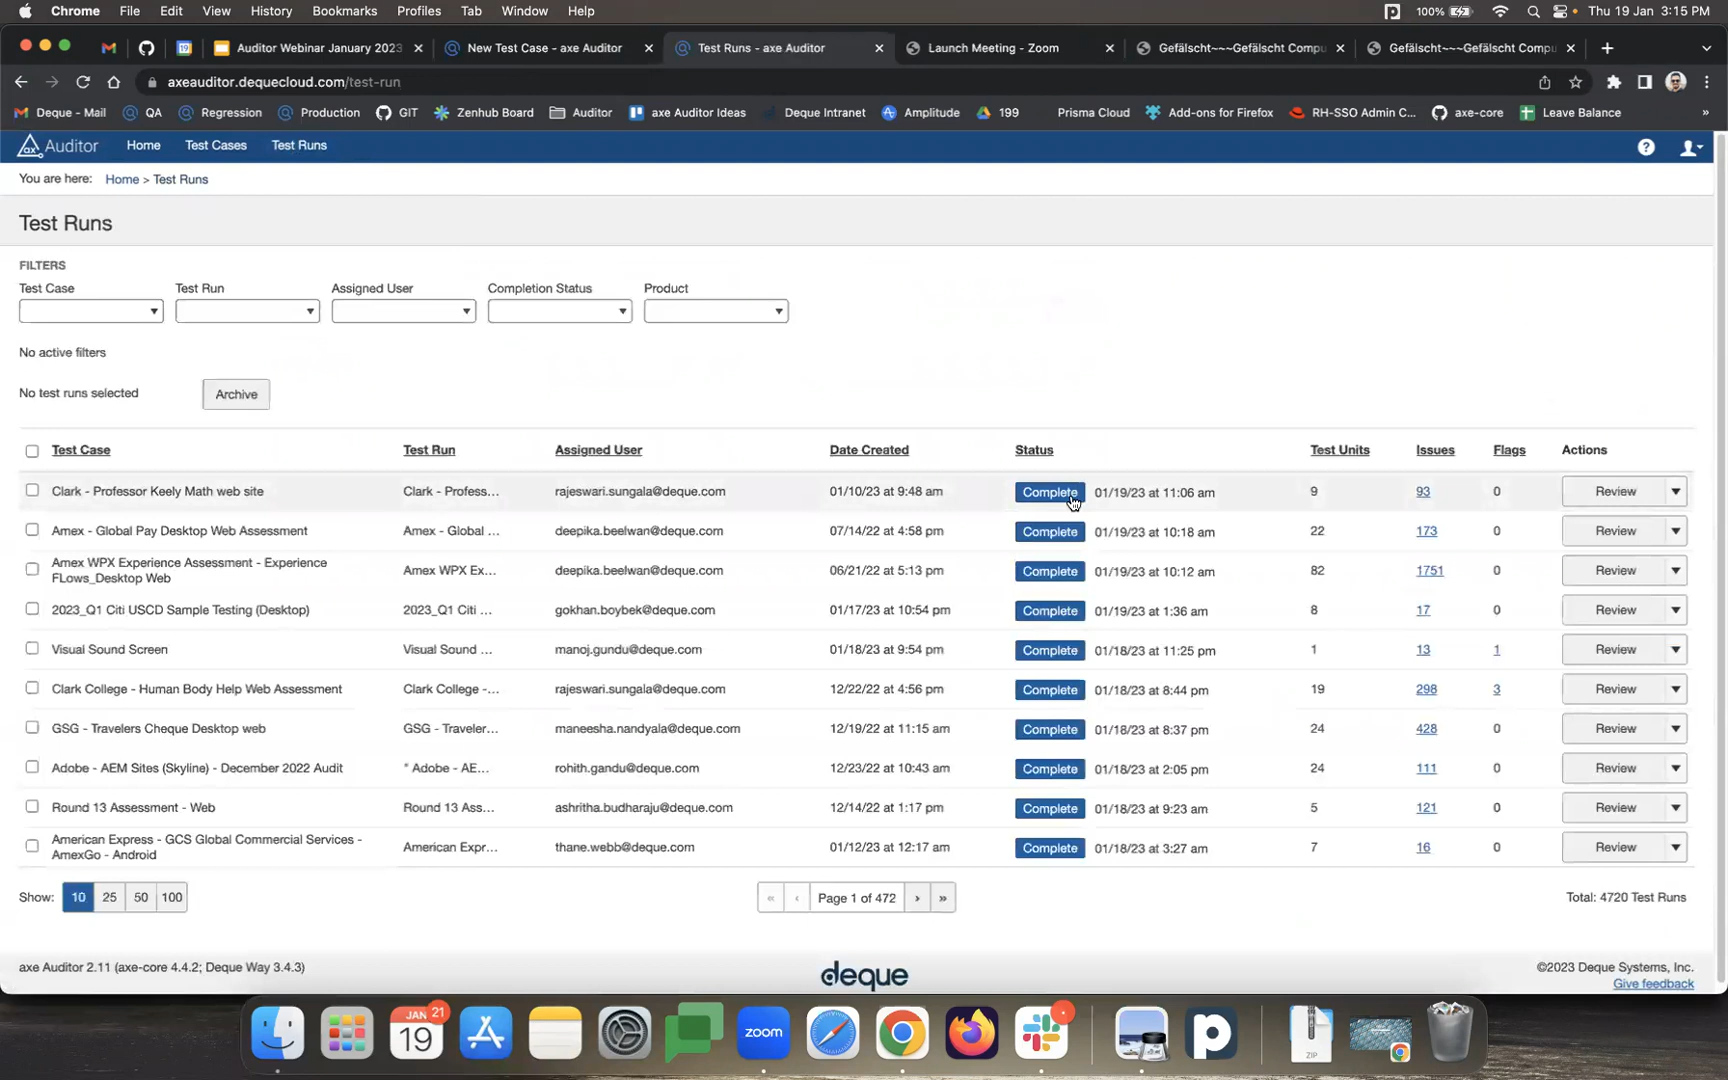 Chrome File Edit View History Bookmarks Profiles Tab Window Help 100% Thu 19 Jan 3:15 PM
Auditor Webinar January 2023 New Test Case - axe Auditor Test Runs - axe Auditor Launch Meeting - Zoom Gefälscht~~~Gefälscht Compu Gefälscht~~~Gefälscht Compu
axeauditor.dequecloud.com/test-run
Deque - Mail QA Regression Production GIT Zenhub Board Auditor axe Auditor Ideas Deque Intranet Amplitude 199 Prisma Cloud Add-ons for Firefox RH-SSO Admin C... axe-core Leave Balance »
ax Auditor Home Test Cases Test Runs ?
You are here: Home > Test Runs
Test Runs
FILTERS
Test Case Test Run Assigned User Completion Status Product
No active filters
No test runs selected Archive
Test Case Test Run Assigned User Date Created Status Test Units Issues Flags Actions
Clark - Professor Keely Math web site Clark - Profess... rajeswari.sungala@deque.com 01/10/23 at 9:48 am Complete 01/19/23 at 11:06 am 9 93 0 Review
Amex - Global Pay Desktop Web Assessment Amex - Global ... deepika.beelwan@deque.com 07/14/22 at 4:58 pm Complete 01/19/23 at 10:18 am 22 173 0 Review
Amex WPX Experience Assessment - Experience
FLows_Desktop Web Amex WPX Ex... deepika.beelwan@deque.com 06/21/22 at 5:13 pm Complete 01/19/23 at 10:12 am 82 1751 0 Review
2023_Q1 Citi USCD Sample Testing (Desktop) 2023_Q1 Citi ... gokhan.boybek@deque.com 01/17/23 at 10:54 pm Complete 01/19/23 at 1:36 am 8 17 0 Review
Visual Sound Screen Visual Sound ... manoj.gundu@deque.com 01/18/23 at 9:54 pm Complete 01/18/23 at 11:25 pm 1 13 1 Review
Clark College - Human Body Help Web Assessment Clark College -... rajeswari.sungala@deque.com 12/22/22 at 4:56 pm Complete 01/18/23 at 8:44 pm 19 298 3 Review
GSG - Travelers Cheque Desktop web GSG - Traveler... maneesha.nandyala@deque.com 12/19/22 at 11:15 am Complete 01/18/23 at 8:37 pm 24 428 0 Review
Adobe - AEM Sites (Skyline) - December 2022 Audit * Adobe - AE... rohith.gandu@deque.com 12/23/22 at 10:43 am Complete 01/18/23 at 2:05 pm 24 111 0 Review
Round 13 Assessment - Web Round 13 Ass... ashritha.budharaju@deque.com 12/14/22 at 1:17 pm Complete 01/18/23 at 9:23 am 5 121 0 Review
American Express - GCS Global Commercial Services -
AmexGo - Android American Expr... thane.webb@deque.com 01/12/23 at 12:17 am Complete 01/18/23 at 3:27 am 7 16 0 Review
Show: 10 25 50 100 « ‹ Page 1 of 472 › » Total: 4720 Test Runs
axe Auditor 2.11 (axe-core 4.4.2; Deque Way 3.4.3) deque ©2023 Deque Systems, Inc.
Give feedback
JAN 21 19 zoom ZIP